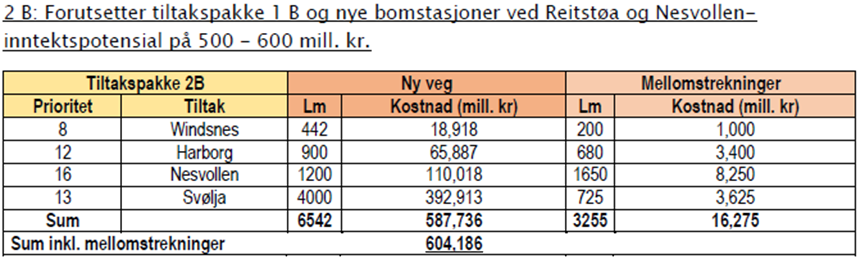 2 B: Forutsetter tiltakspakke 1 B og nye bomstasjoner ved Reitstøa og Nesvollen–
inntektspotensial på 500 – 600 mill. kr.
Tiltakspakke 2B Ny veg Mellomstrekninger
Prioritet Tiltak Lm Kostnad (mill. kr) Lm Kostnad (mill. kr)
8 Windsnes 442 18,918 200 1,000
12 Harborg 900 65,887 680 3,400
16 Nesvollen 1200 110,018 1650 8,250
13 Svølja 4000 392,913 725 3,625
Sum 6542 587,736 3255 16,275
Sum inkl. mellomstrekninger 604,186